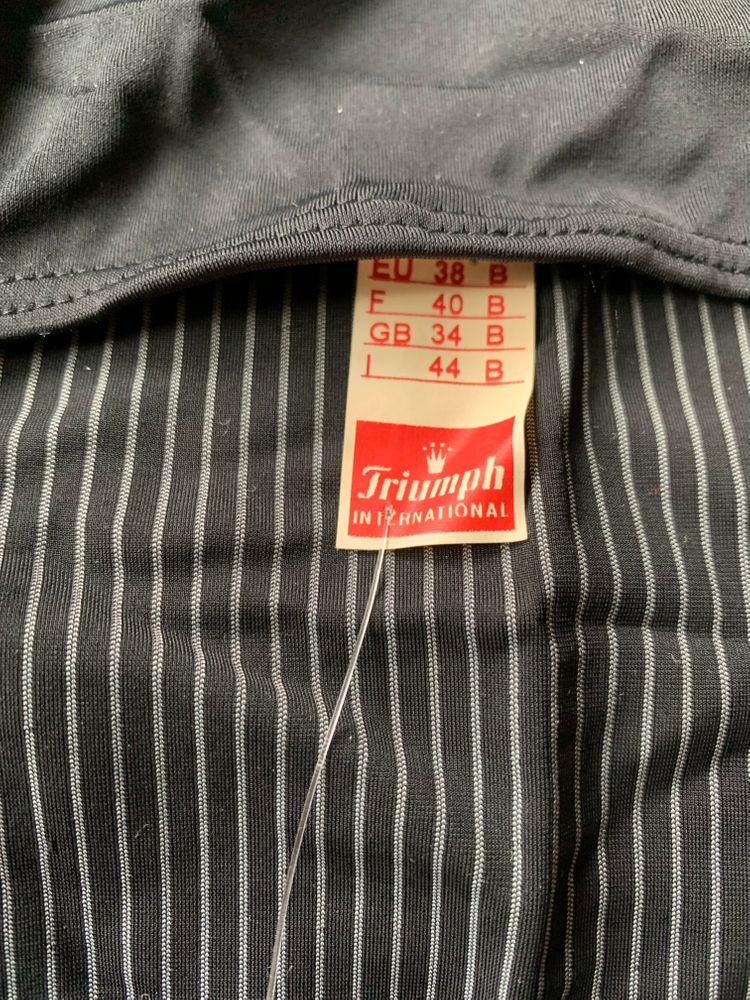 EU 38 B
F 40 B
GB 34 B
I 44 B
Triumph
INTERNATIONAL